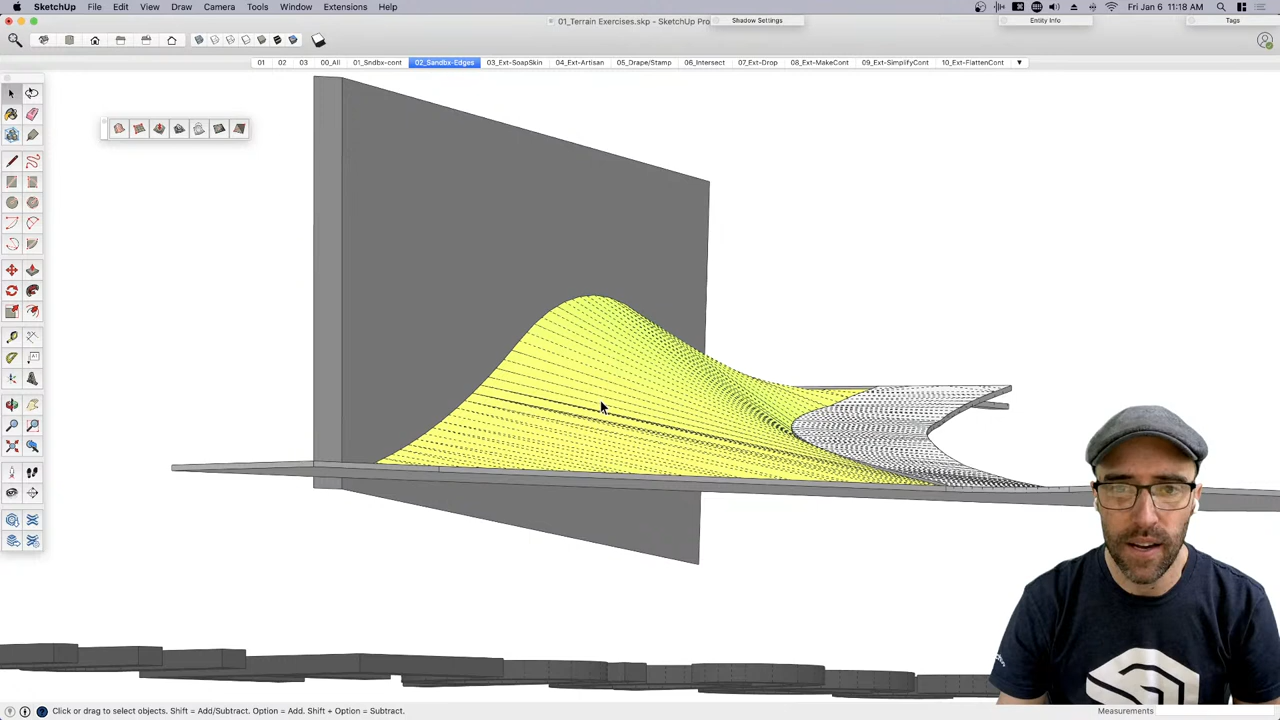 SketchUp File Edit View Draw Camera Tools Window Extensions Help Fri Jan 6 11:18 AM
01_Terrain Exercises.skp - SketchUp Pro
Shadow Settings
Entity Info
Tags
01 02 03 00_All 01_Sndbx-cont 02_Sandbx-Edges 03_Ext-SoapSkin 04_Ext-Artisan 05_Drape/Stamp 06_Intersect 07_Ext-Drop 08_Ext-MakeCont 09_Ext-SimplifyCont 10_Ext-FlattenCont
Click or drag to select objects. Shift = Add/Subtract. Option = Add. Shift + Option = Subtract.
Measurements